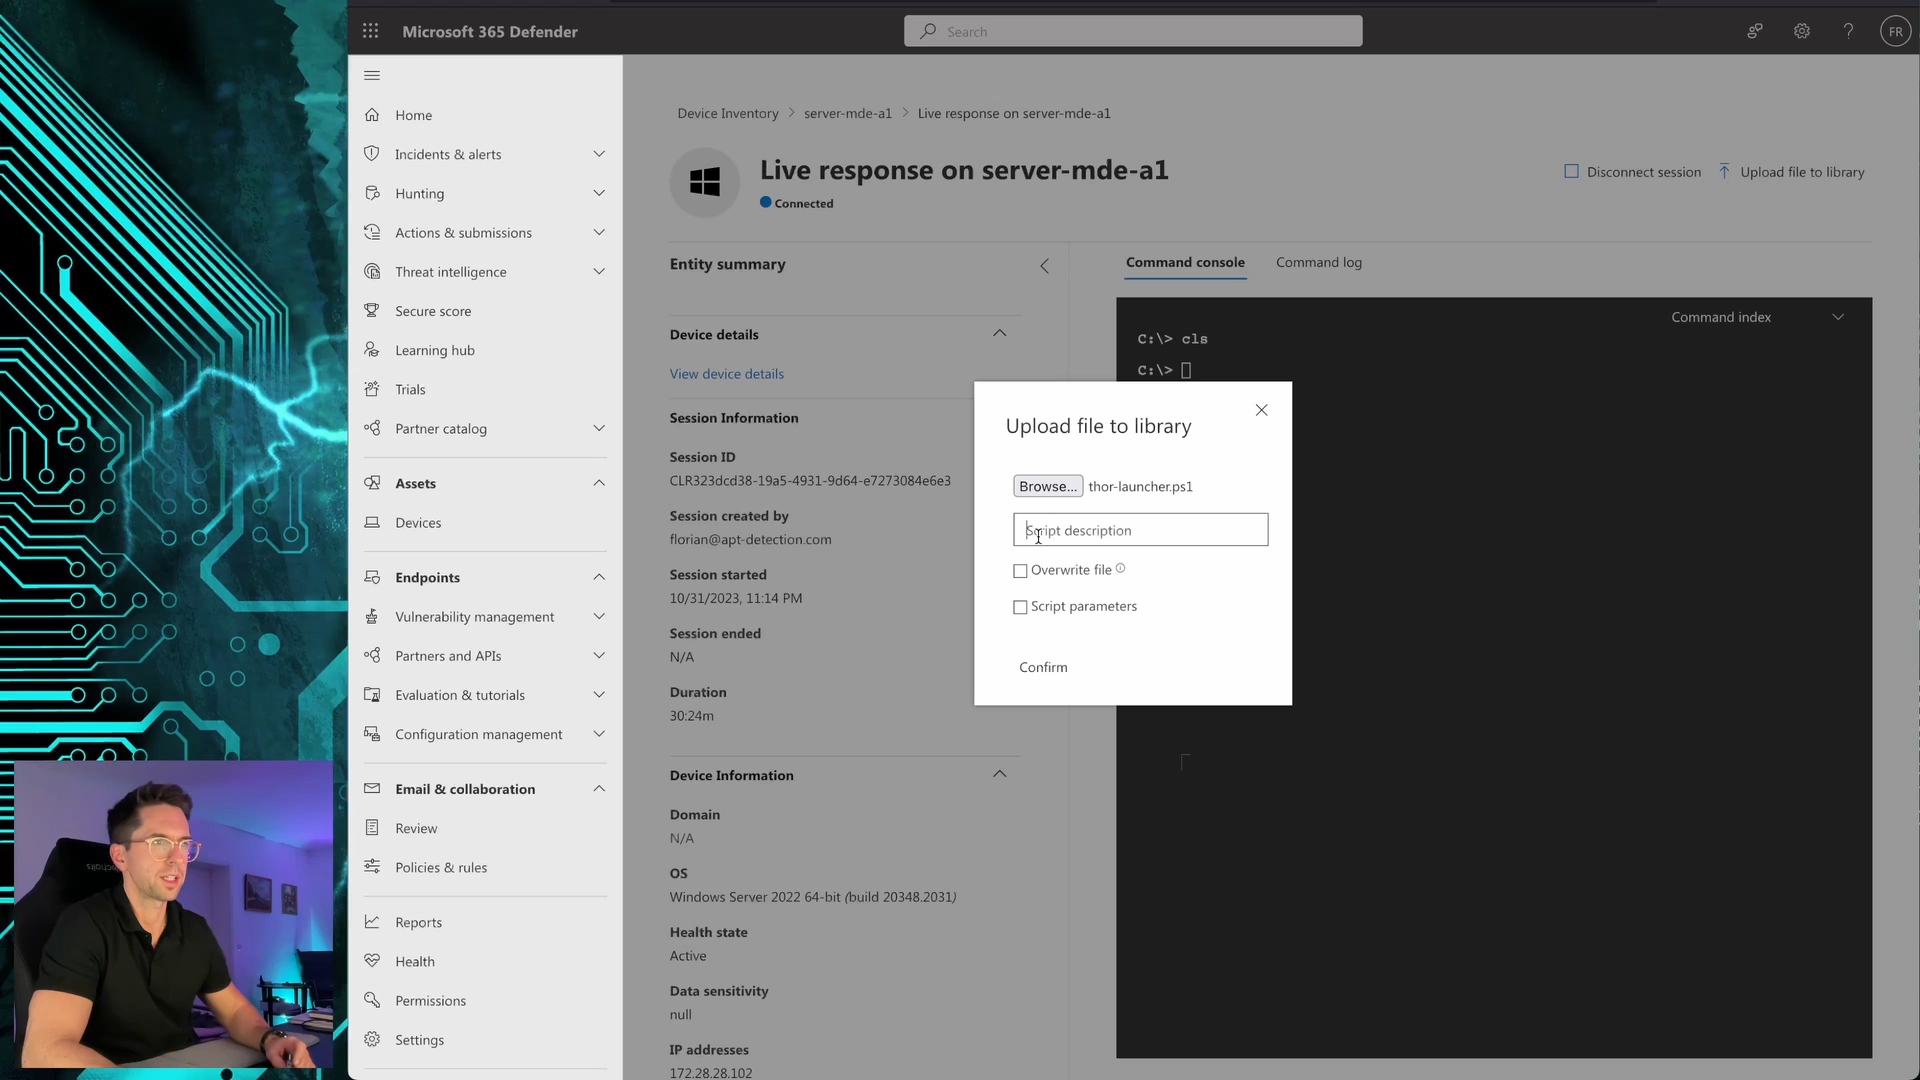 Microsoft 365 Defender
Search
FR
Home
Incidents & alerts
Hunting
Actions & submissions
Threat intelligence
Secure score
Learning hub
Trials
Partner catalog
Assets
Devices
Endpoints
Vulnerability management
Partners and APIs
Evaluation & tutorials
Configuration management
Email & collaboration
Review
Policies & rules
Reports
Health
Permissions
Settings
Device Inventory > server-mde-a1 > Live response on server-mde-a1
Live response on server-mde-a1
Connected
Disconnect session
Upload file to library
Entity summary
Device details
View device details
Session Information
Session ID
CLR323dcd38-19a5-4931-9d64-e7273084e6e3
Session created by
florian@apt-detection.com
Session started
10/31/2023, 11:14 PM
Session ended
N/A
Duration
30:24m
Device Information
Domain
N/A
OS
Windows Server 2022 64-bit (build 20348.2031)
Health state
Active
Data sensitivity
null
IP addresses
172.28.28.102
Command console
Command log
Command index
C:\> cls
C:\>
Upload file to library
Browse... thor-launcher.ps1
Script description
Overwrite file
Script parameters
Confirm